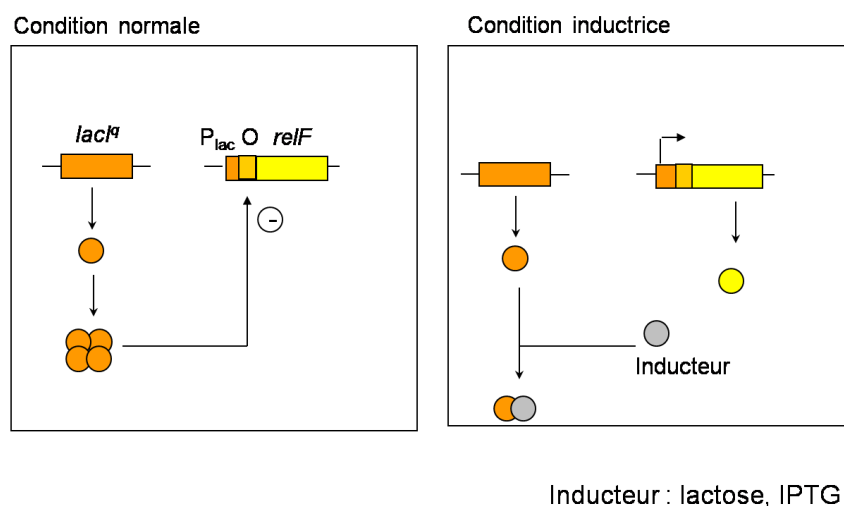 Condition normale
Condition inductrice
lacIq
Plac O relF
-
Inducteur
Inducteur : lactose, IPTG